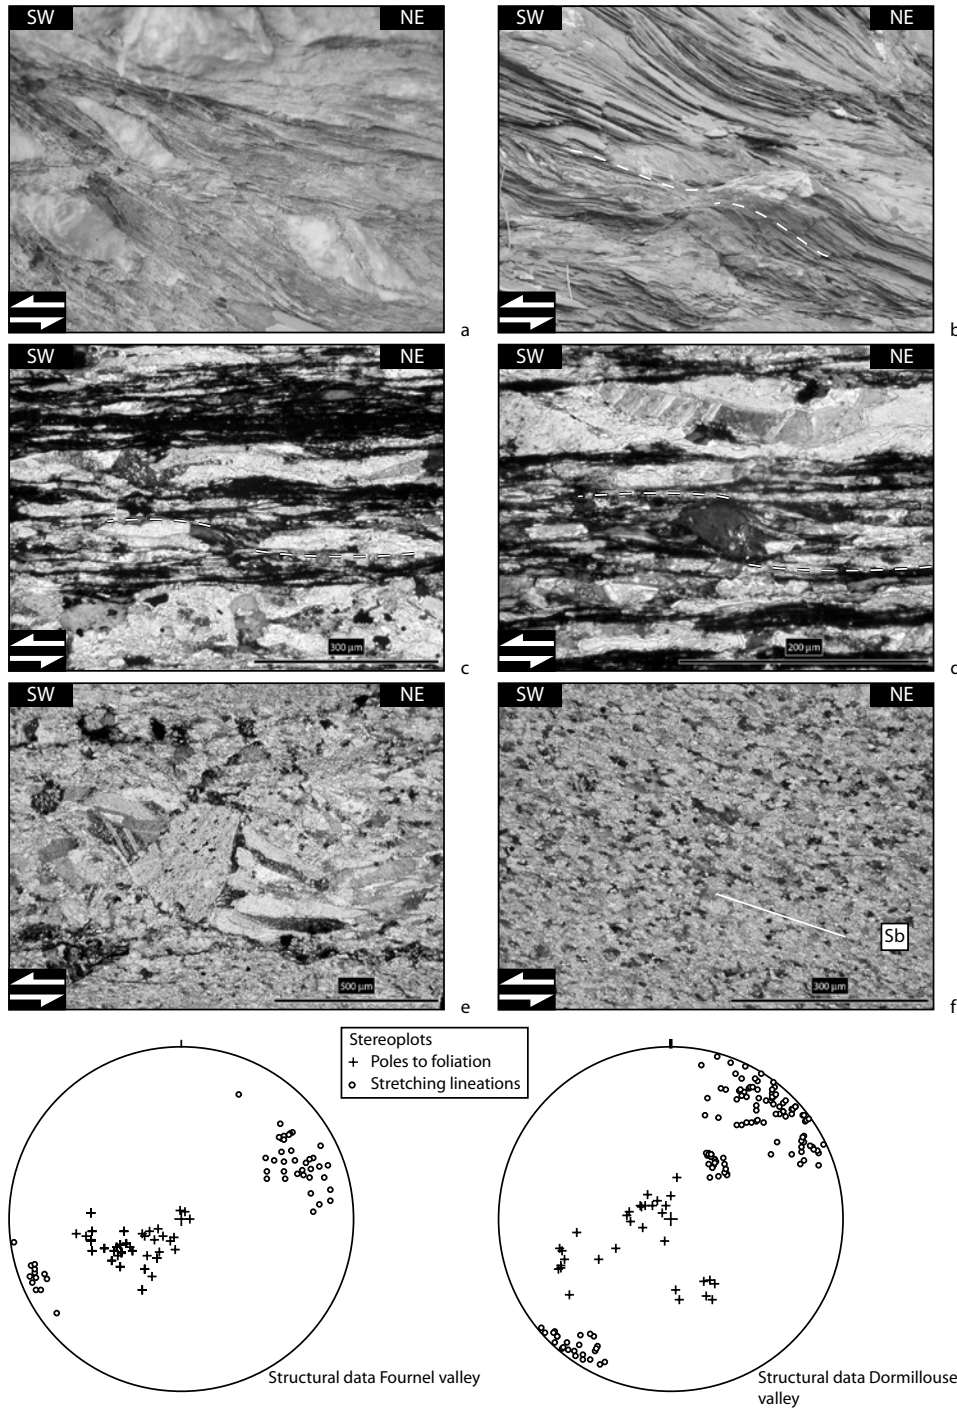 SW NE
SW NE
a
b
SW NE
SW NE
300 µm
c
200 µm
d
SW NE
SW NE
Sb
500 µm
e
300 µm
f
Stereoplots
+ Poles to foliation
Stretching lineations
Structural data Fournel valley
Structural data Dormillouse
valley